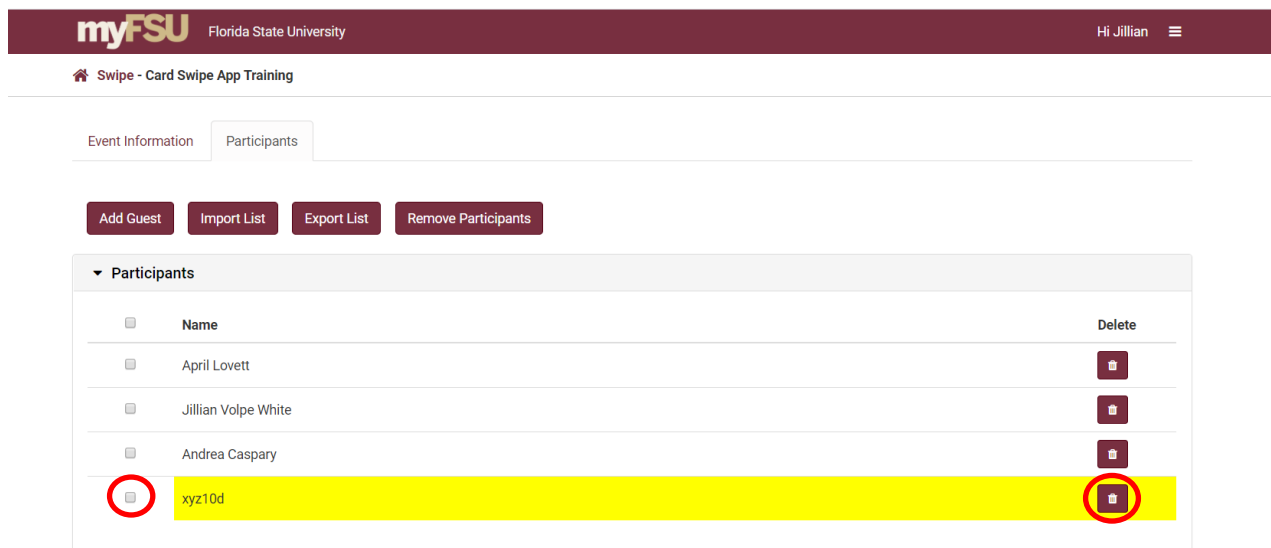 myFSU Florida State University Hi Jillian
Swipe - Card Swipe App Training
Event Information Participants
Add Guest Import List Export List Remove Participants
Participants
Name Delete
April Lovett
Jillian Volpe White
Andrea Caspary
xyz10d